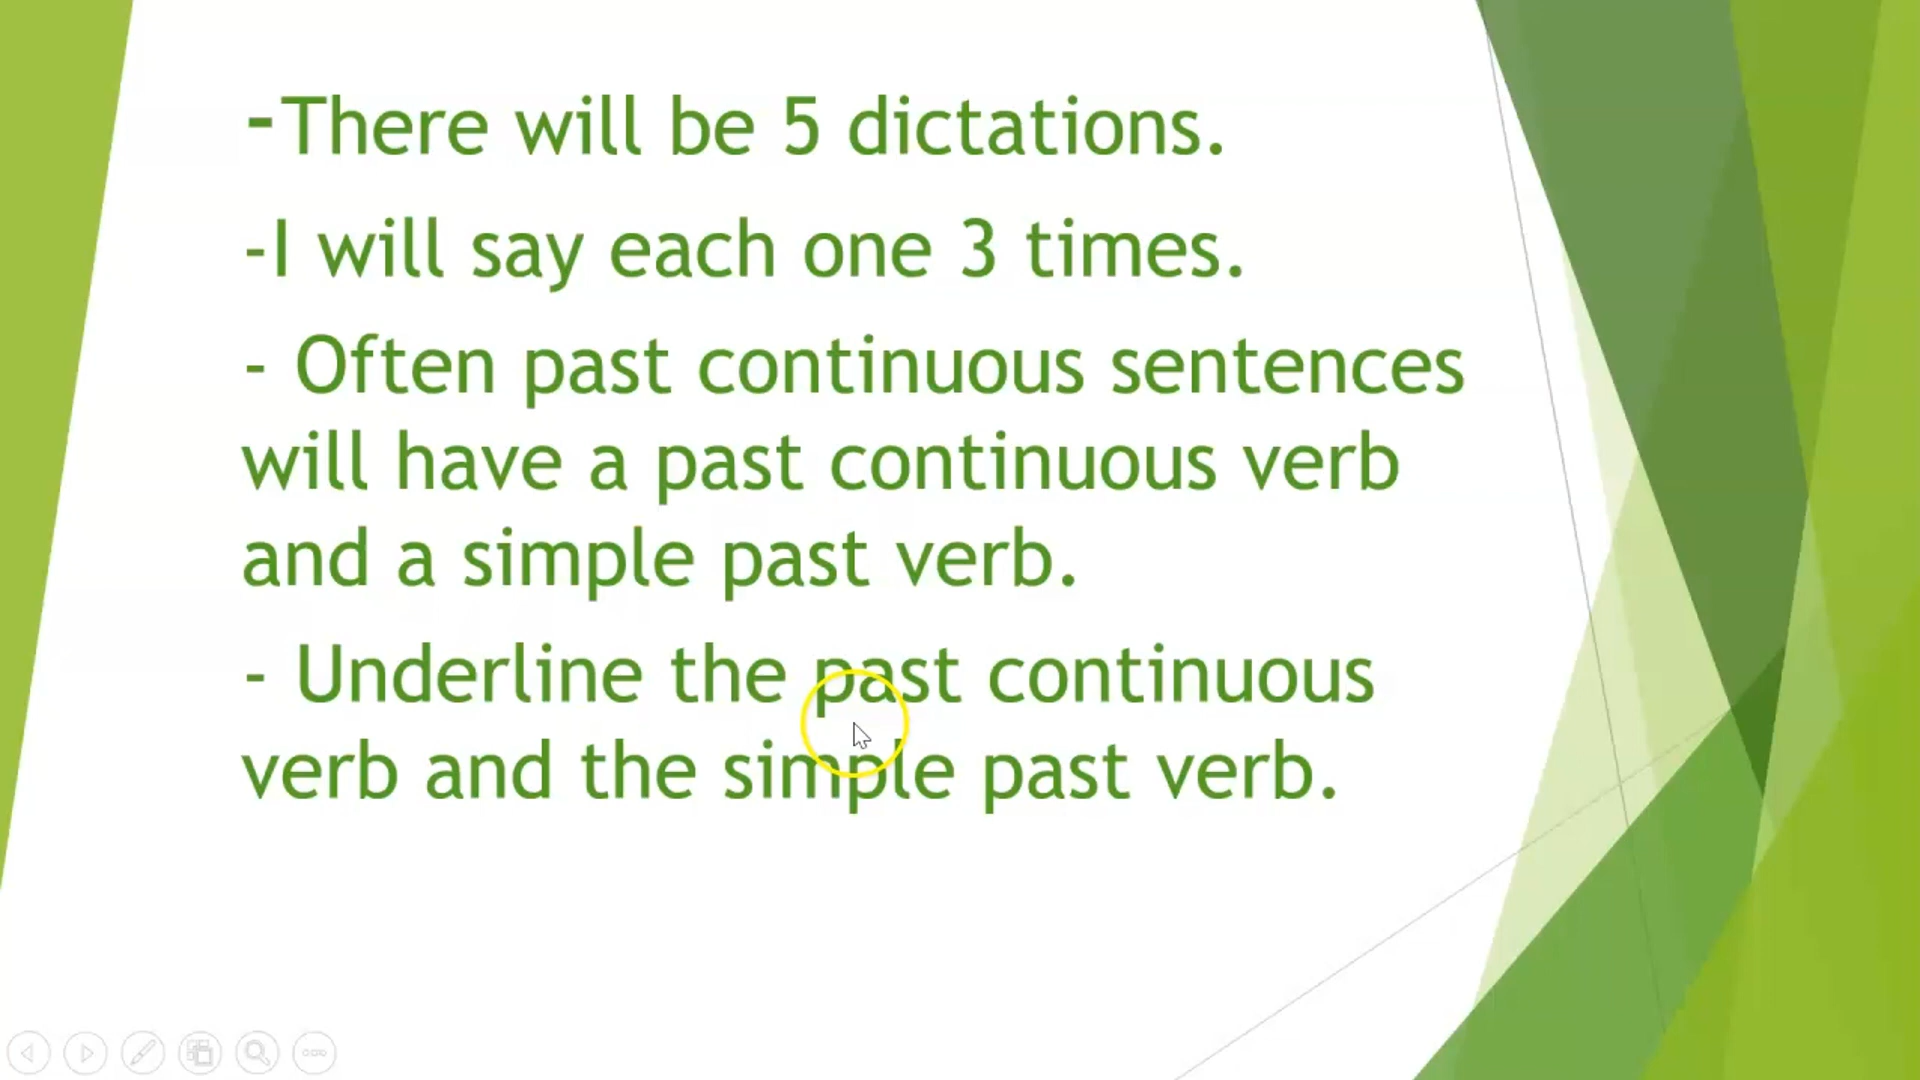 -There will be 5 dictations.
-I will say each one 3 times.
- Often past continuous sentences
will have a past continuous verb
and a simple past verb.
- Underline the past continuous
verb and the simple past verb.